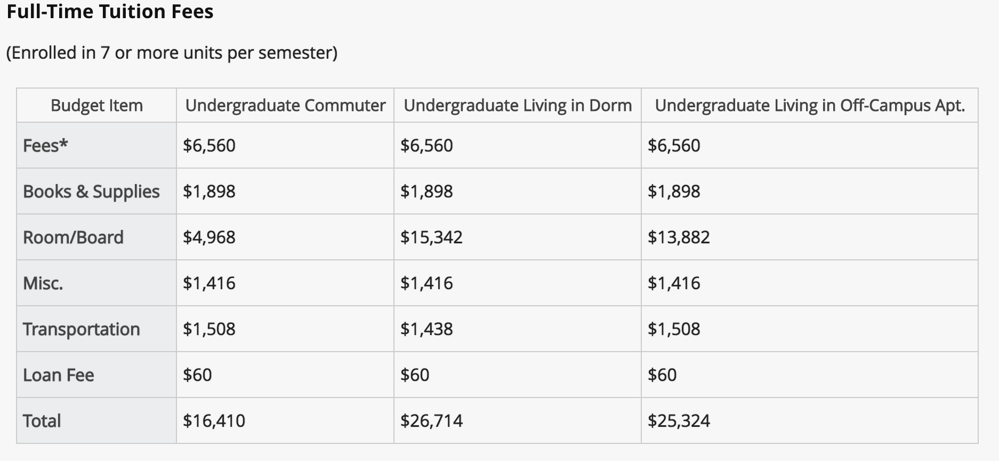 Full-Time Tuition Fees
(Enrolled in 7 or more units per semester)
Budget Item Undergraduate Commuter Undergraduate Living in Dorm Undergraduate Living in Off-Campus Apt.
Fees* $6,560 $6,560 $6,560
Books & Supplies $1,898 $1,898 $1,898
Room/Board $4,968 $15,342 $13,882
Misc. $1,416 $1,416 $1,416
Transportation $1,508 $1,438 $1,508
Loan Fee $60 $60 $60
Total $16,410 $26,714 $25,324